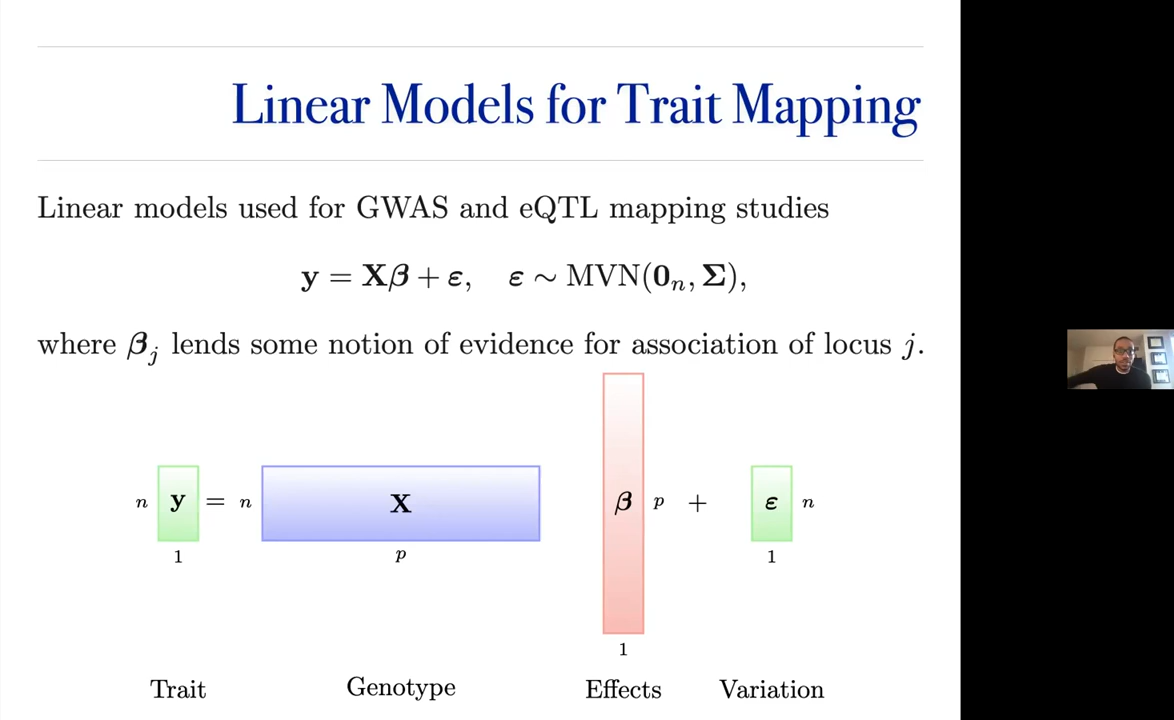 Linear Models for Trait Mapping
Linear models used for GWAS and eQTL mapping studies
y = Xβ + ε, ε ∼ MVN(0ₙ, Σ),
where βⱼ lends some notion of evidence for association of locus j.
n y = n X β p + ε n
1 p 1
1
Trait Genotype Effects Variation